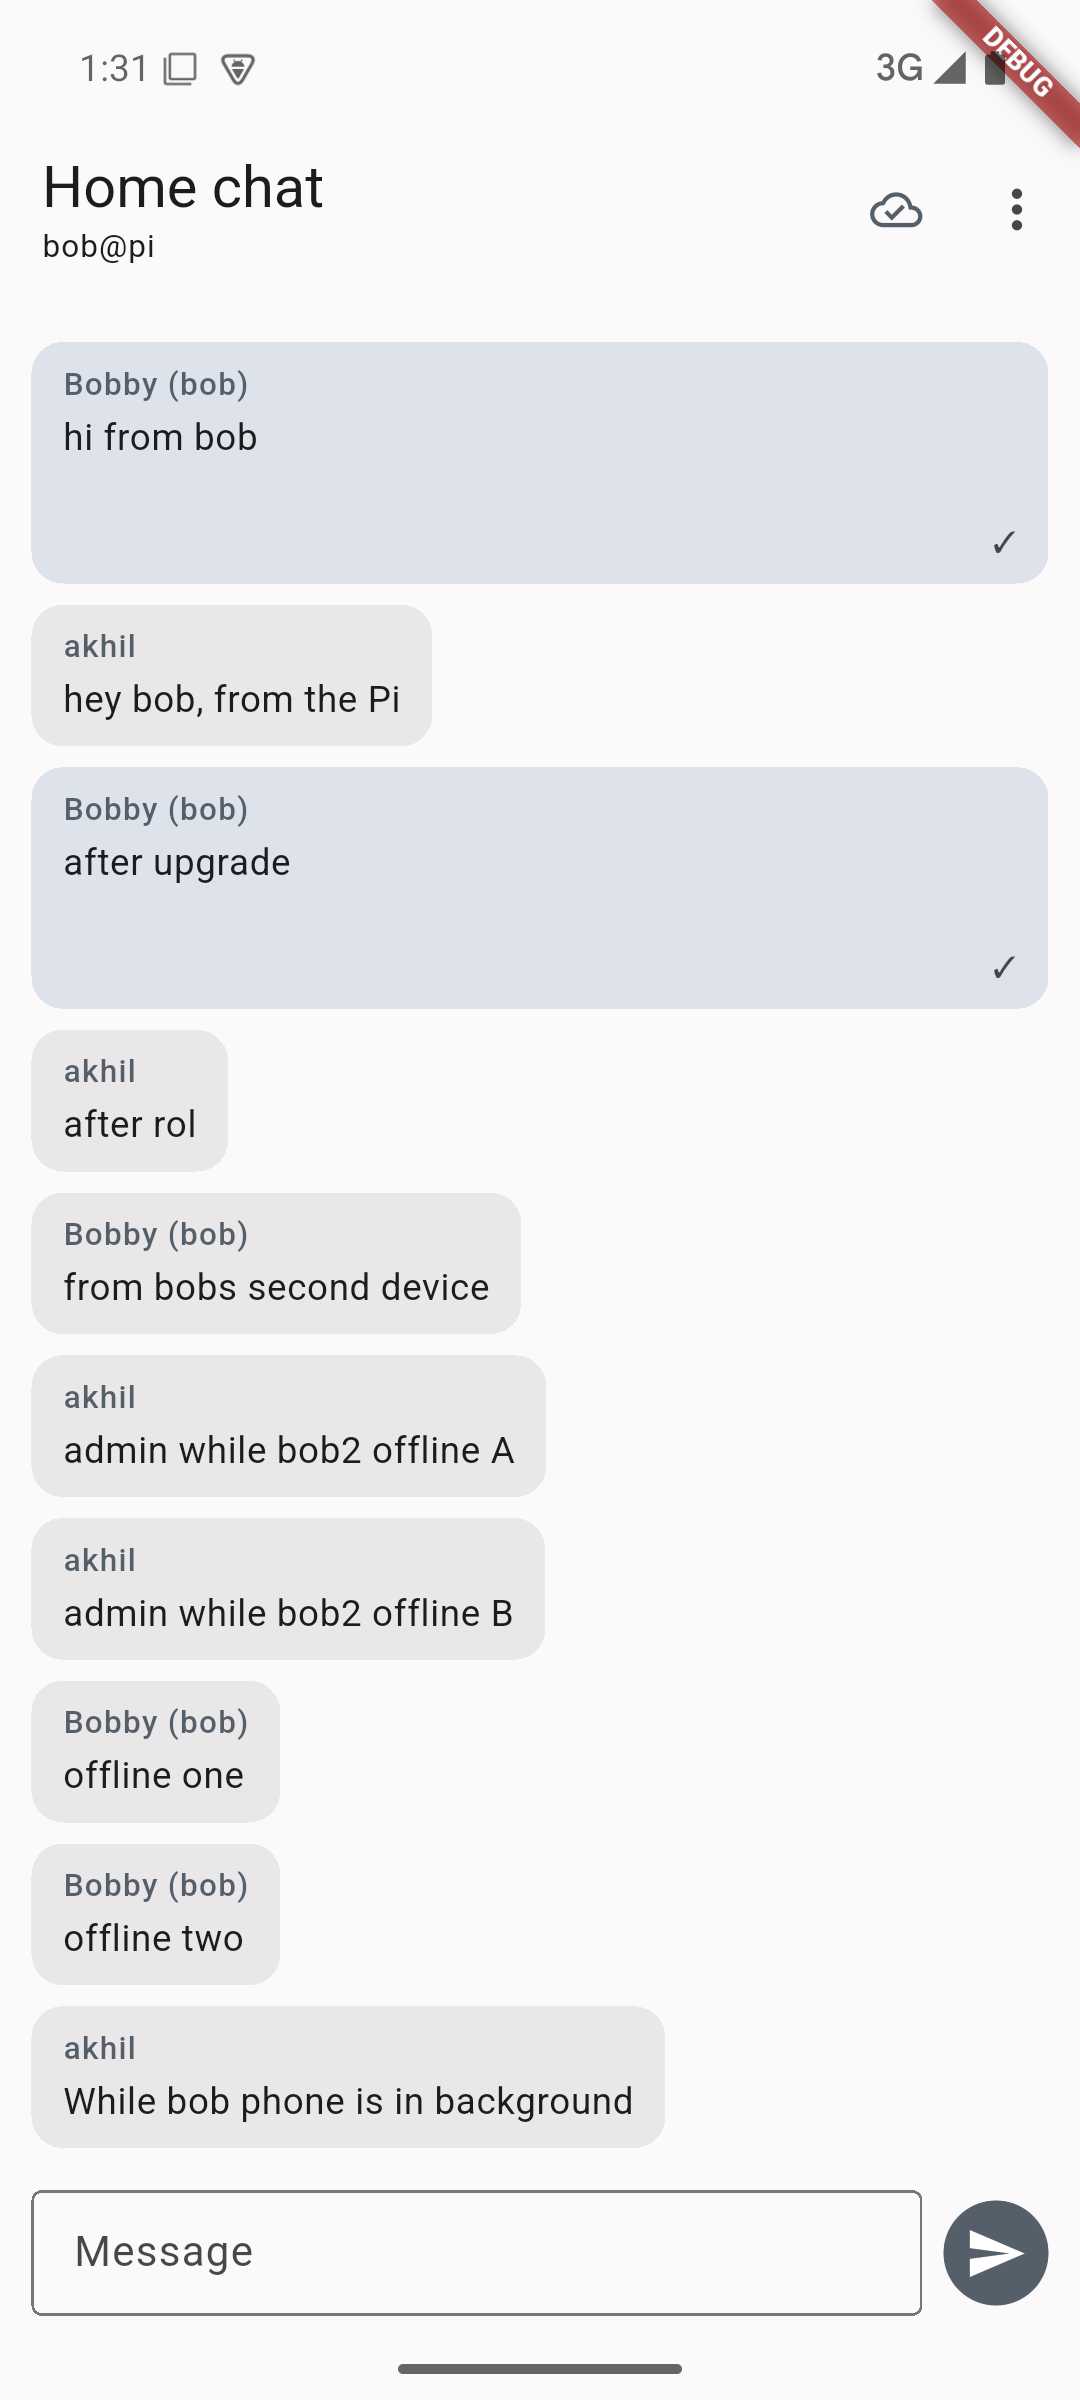 1:31
3G
DEBUG
Home chat
bob@pi
Bobby (bob)
hi from bob
✓
akhil
hey bob, from the Pi
Bobby (bob)
after upgrade
✓
akhil
after rol
Bobby (bob)
from bobs second device
akhil
admin while bob2 offline A
akhil
admin while bob2 offline B
Bobby (bob)
offline one
Bobby (bob)
offline two
akhil
While bob phone is in background
Message